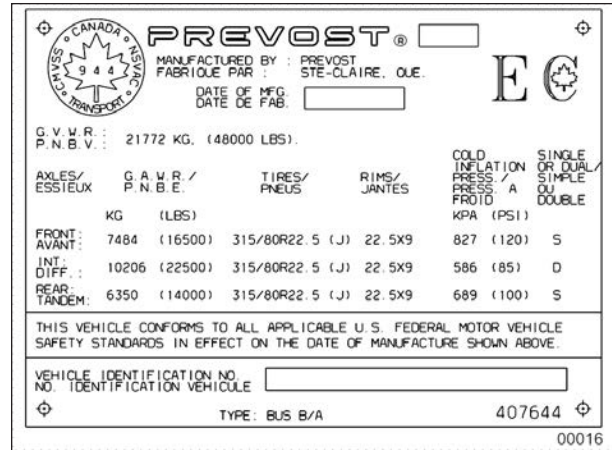 CANADA
CMVSS NSVAC
944
TRANSPORT
PREVOST®
MANUFACTURED BY : PREVOST
FABRIQUE PAR : STE-CLAIRE, QUE.
DATE OF MFG.
DATE DE FAB.
EC
G.V.W.R. :
P.N.B.V. : 21772 KG, (48000 LBS).
AXLES/ G.A.W.R./ TIRES/ RIMS/ COLD INFLATION PRESS./ SINGLE OR DUAL/
ESSIEUX P.N.B.E. PNEUS JANTES PRESS. A FROID SIMPLE OU DOUBLE
KG (LBS) KPA (PSI)
FRONT: AVANT: 7484 (16500) 315/80R22.5 (J) 22.5X9 827 (120) S
INT: DIFF.: 10206 (22500) 315/80R22.5 (J) 22.5X9 586 (85) D
REAR: TANDEM: 6350 (14000) 315/80R22.5 (J) 22.5X9 689 (100) S
THIS VEHICLE CONFORMS TO ALL APPLICABLE U.S. FEDERAL MOTOR VEHICLE
SAFETY STANDARDS IN EFFECT ON THE DATE OF MANUFACTURE SHOWN ABOVE.
VEHICLE IDENTIFICATION NO.
NO. IDENTIFICATION VEHICULE
TYPE: BUS B/A 407644
00016